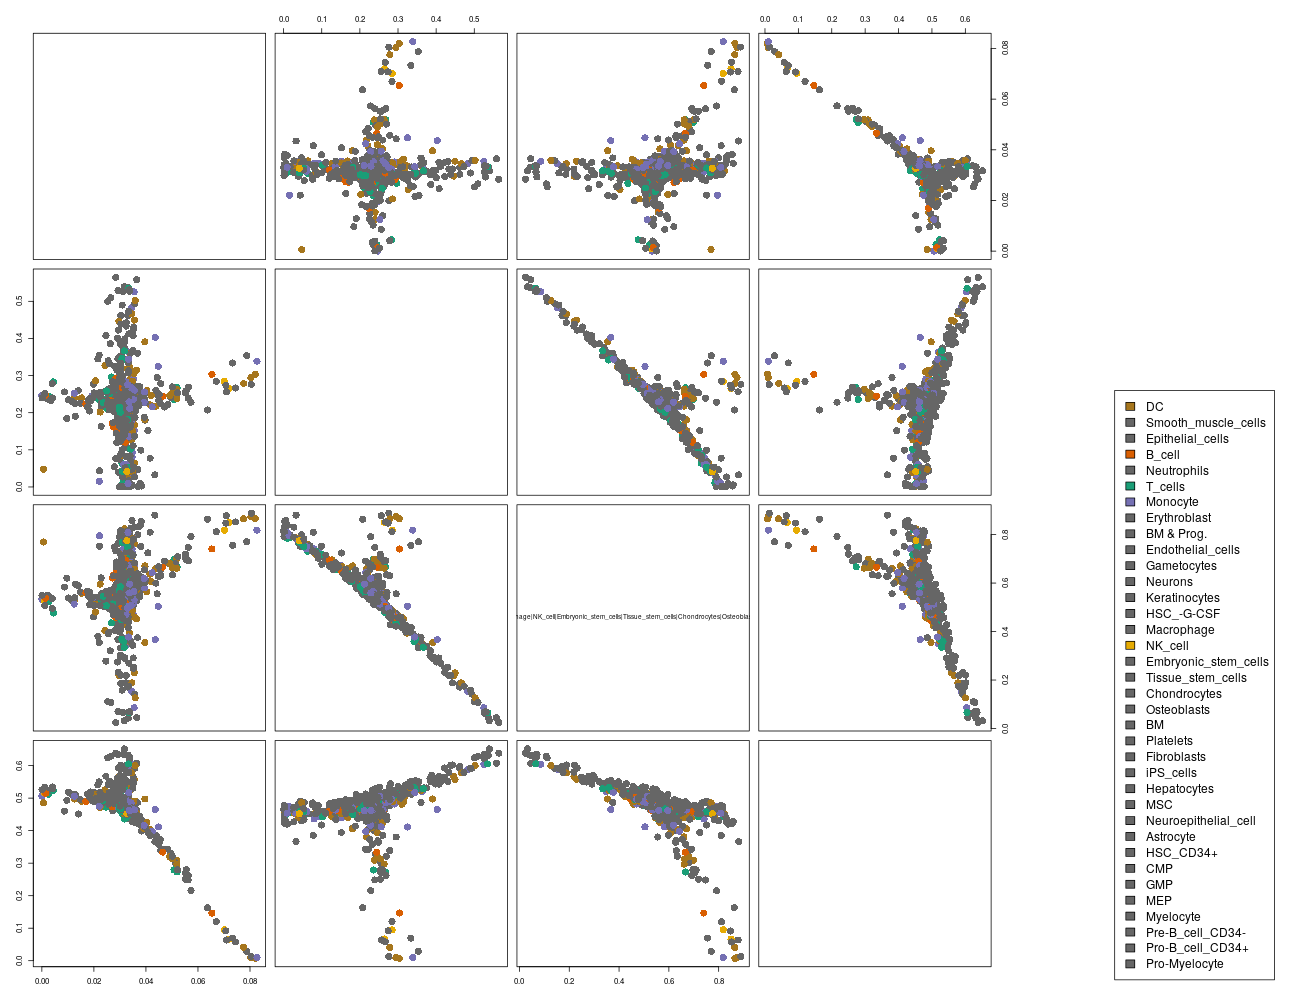 0.0 0.1 0.2 0.3 0.4 0.5
0.0 0.1 0.2 0.3 0.4 0.5 0.6
0.00 0.02 0.04 0.06 0.08
0.0 0.1 0.2 0.3 0.4 0.5
|NK_cell|Embryonic_stem_cells|Tissue_stem_cells|Chondrocytes|
0.0 0.2 0.4 0.6 0.8
0.0 0.1 0.2 0.3 0.4 0.5 0.6
0.00 0.02 0.04 0.06 0.08
0.0 0.2 0.4 0.6 0.8
DC
Smooth_muscle_cells
Epithelial_cells
B_cell
Neutrophils
T_cells
Monocyte
Erythroblast
BM & Prog.
Endothelial_cells
Gametocytes
Neurons
Keratinocytes
HSC_-G-CSF
Macrophage
NK_cell
Embryonic_stem_cells
Tissue_stem_cells
Chondrocytes
Osteoblasts
BM
Platelets
Fibroblasts
iPS_cells
Hepatocytes
MSC
Neuroepithelial_cell
Astrocyte
HSC_CD34+
CMP
GMP
MEP
Myelocyte
Pre-B_cell_CD34-
Pro-B_cell_CD34+
Pro-Myelocyte